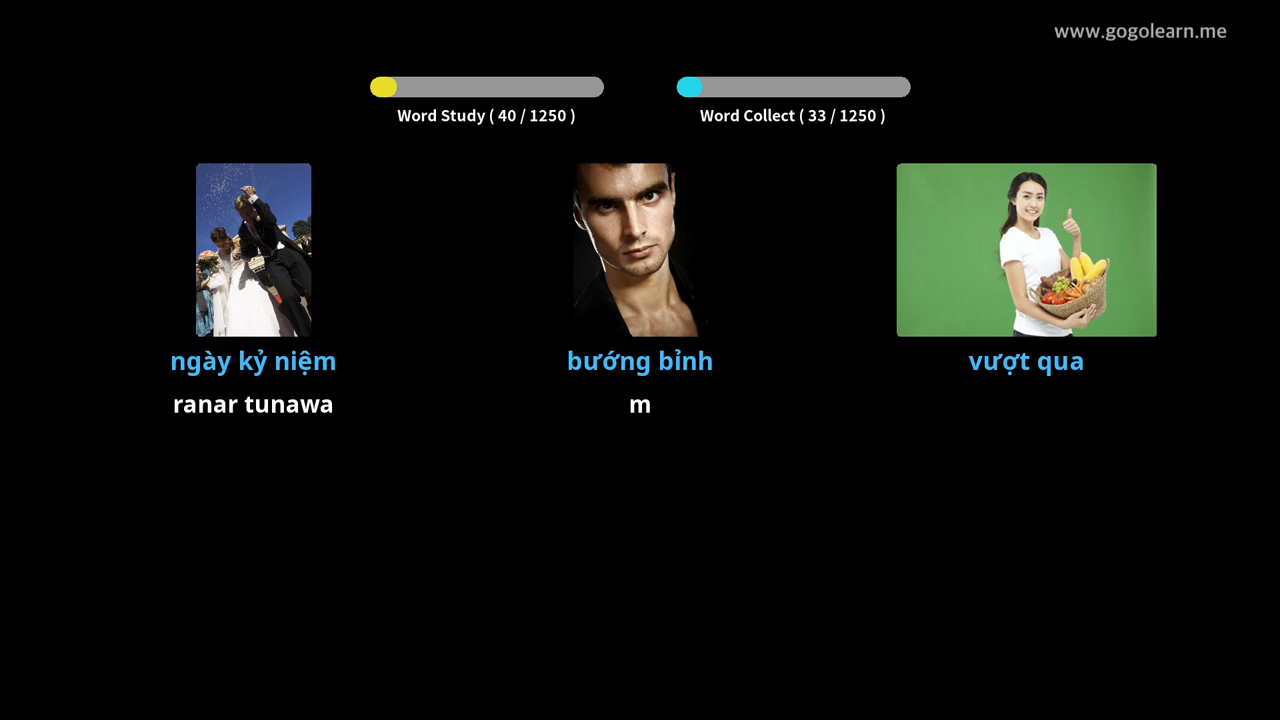 www.gogolearn.me
Word Study ( 40 / 1250 )
Word Collect ( 33 / 1250 )
ngày kỷ niệm
bướng bỉnh
vượt qua
ranar tunawa
m